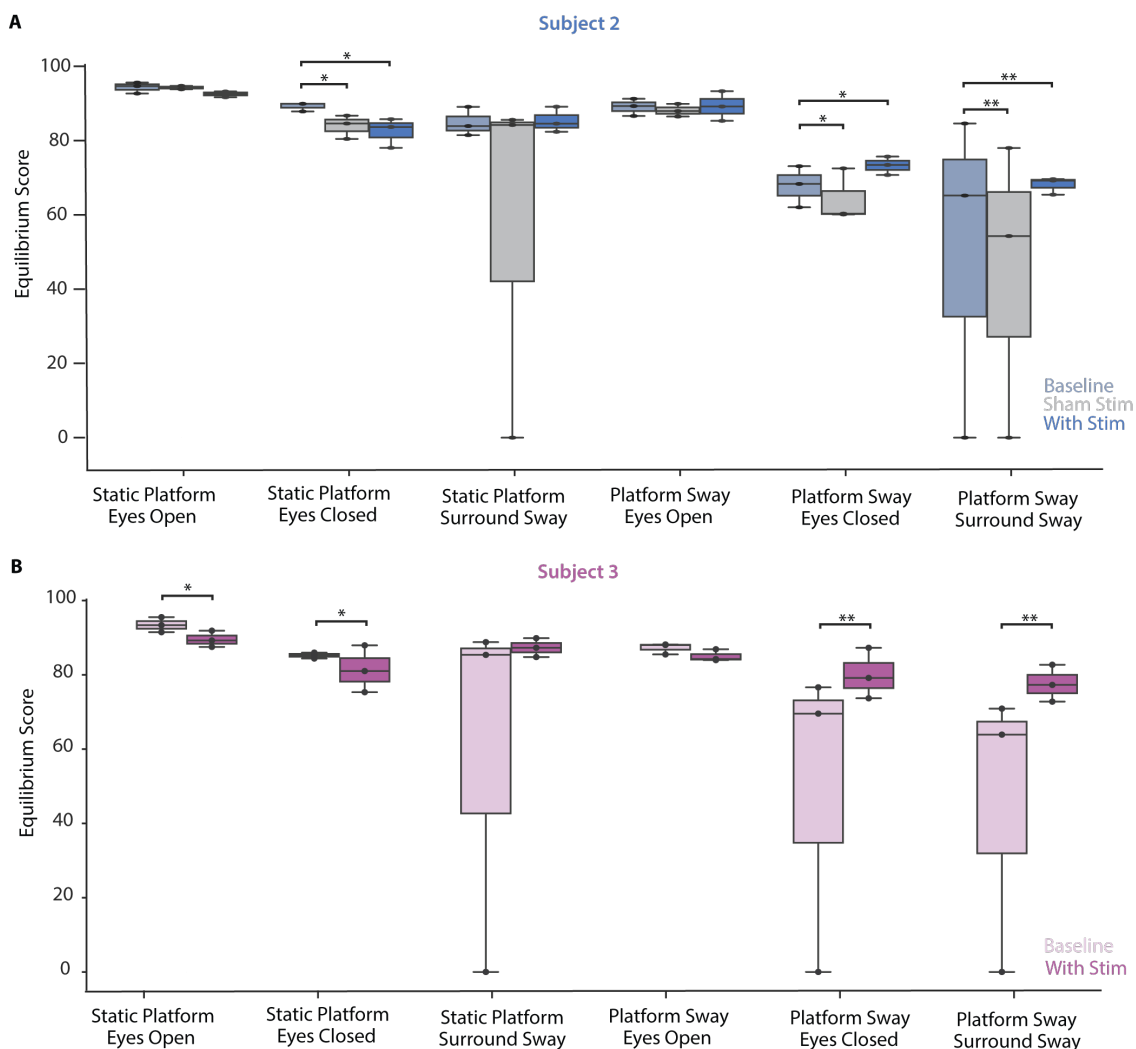 A
Subject 2
Equilibrium Score
100
80
60
40
20
0
*
*
*
*
**
**
Baseline
Sham Stim
With Stim
Static Platform
Eyes Open
Static Platform
Eyes Closed
Static Platform
Surround Sway
Platform Sway
Eyes Open
Platform Sway
Eyes Closed
Platform Sway
Surround Sway
B
Subject 3
Equilibrium Score
100
80
60
40
20
0
*
*
**
**
Baseline
With Stim
Static Platform
Eyes Open
Static Platform
Eyes Closed
Static Platform
Surround Sway
Platform Sway
Eyes Open
Platform Sway
Eyes Closed
Platform Sway
Surround Sway